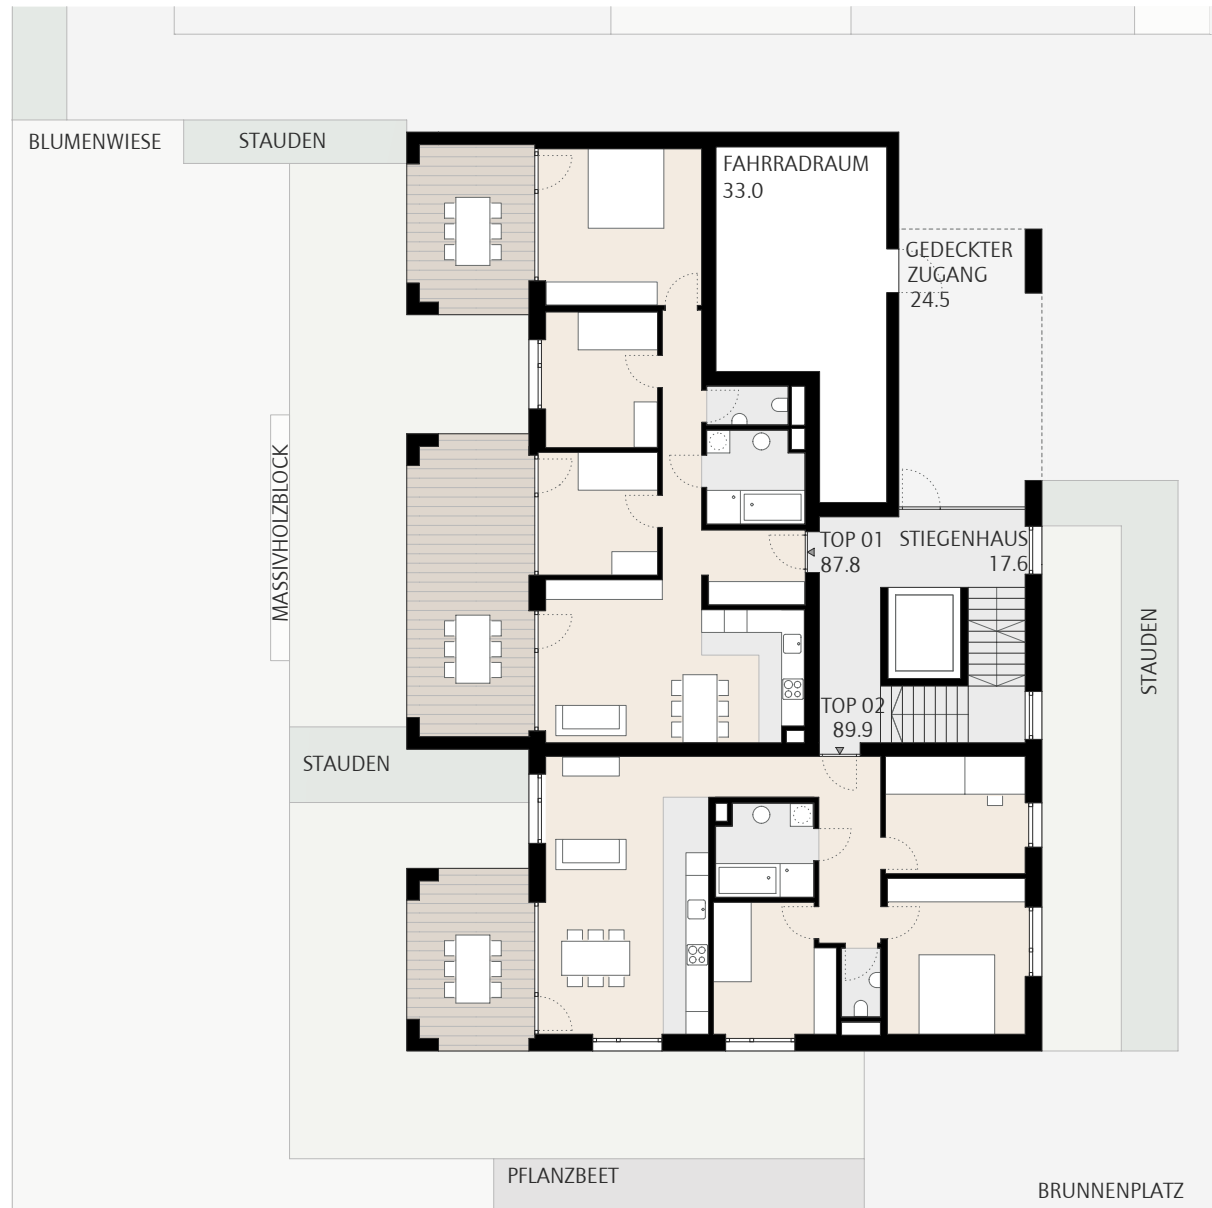 BLUMENWIESE
STAUDEN
FAHRRADRAUM
33.0
GEDECKTER
ZUGANG
24.5
MASSIVHOLZBLOCK
TOP 01
87.8
STIEGENHAUS
17.6
STAUDEN
TOP 02
89.9
STAUDEN
PFLANZBEET
BRUNNENPLATZ